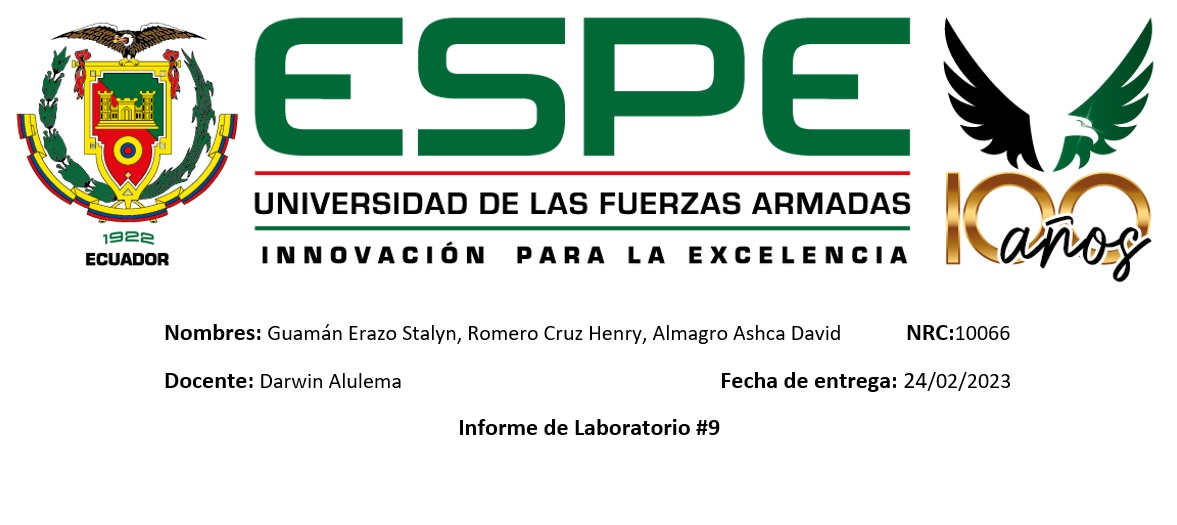 ESPE
UNIVERSIDAD DE LAS FUERZAS ARMADAS
INNOVACIÓN PARA LA EXCELENCIA
1922
ECUADOR
100
años
Nombres: Guamán Erazo Stalyn, Romero Cruz Henry, Almagro Ashca David NRC:10066
Docente: Darwin Alulema Fecha de entrega: 24/02/2023
Informe de Laboratorio #9